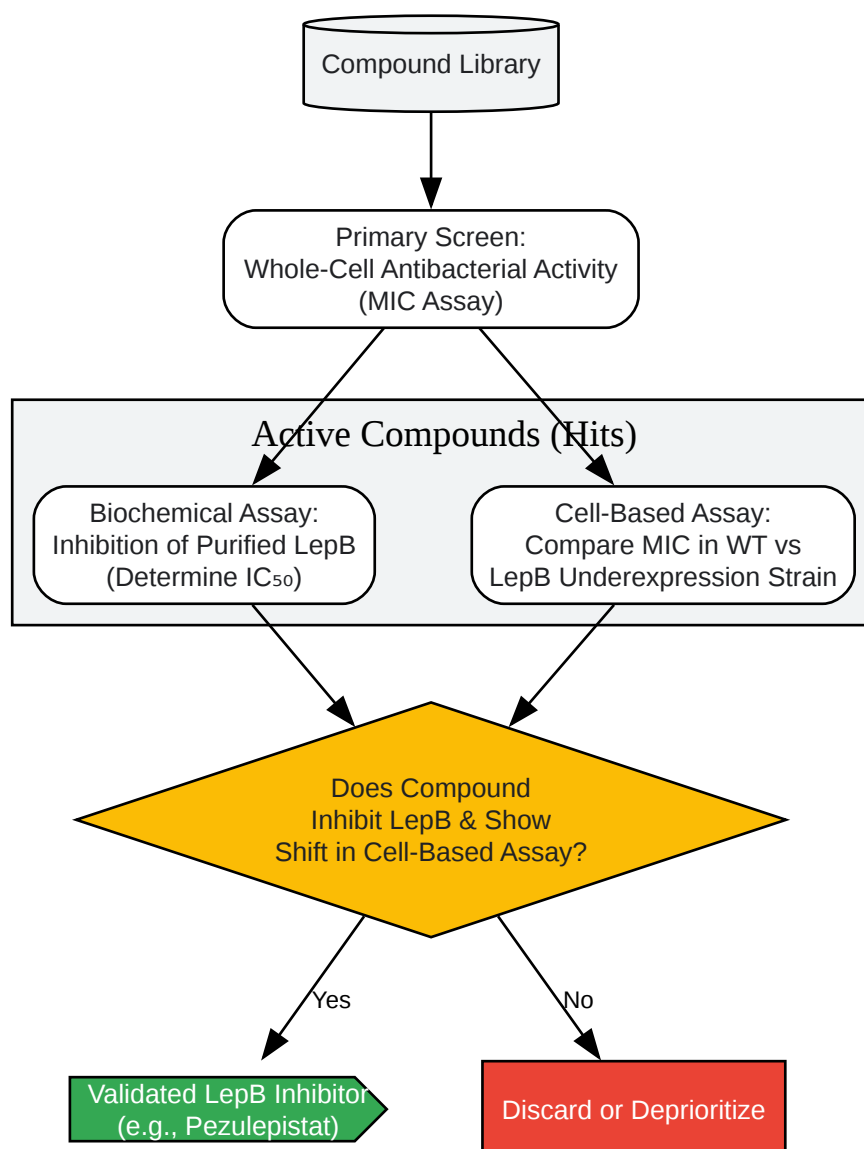 Compound Library
Primary Screen:
Whole-Cell Antibacterial Activity
(MIC Assay)
Active Compounds (Hits)
Biochemical Assay:
Inhibition of Purified LepB
(Determine IC₅₀)
Cell-Based Assay:
Compare MIC in WT vs
LepB Underexpression Strain
Does Compound
Inhibit LepB & Show
Shift in Cell-Based Assay?
Yes
No
Validated LepB Inhibitor
(e.g., Pezulepistat)
Discard or Deprioritize